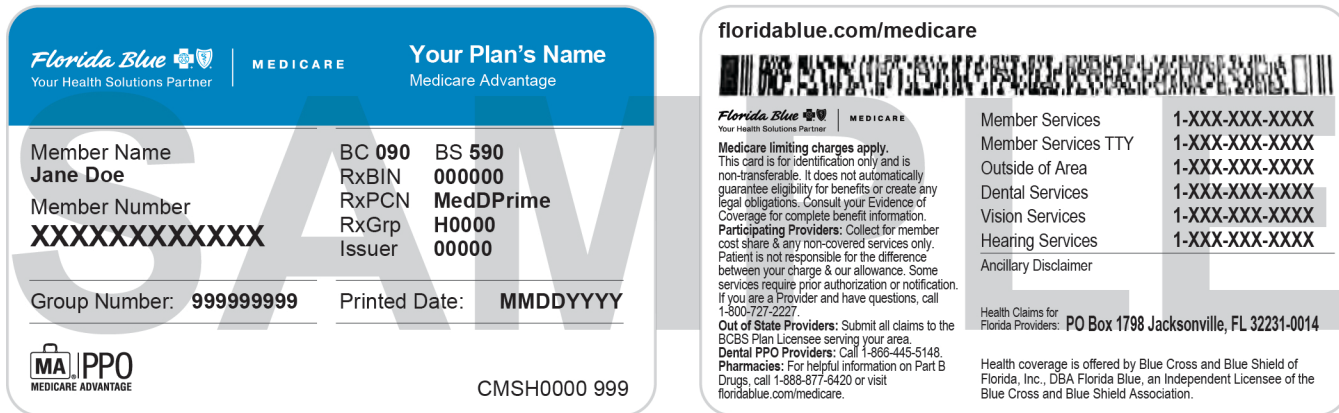 Florida Blue
Your Health Solutions Partner
MEDICARE
Your Plan's Name
Medicare Advantage
Member Name
Jane Doe
Member Number
XXXXXXXXXXXX
BC 090 BS 590
RxBIN 000000
RxPCN MedDPrime
RxGrp H0000
Issuer 00000
Group Number: 999999999
Printed Date: MMDDYYYY
MA PPO
MEDICARE ADVANTAGE
CMSH0000 999
floridablue.com/medicare
Florida Blue
Your Health Solutions Partner
MEDICARE
Medicare limiting charges apply.
This card is for identification only and is
non-transferable. It does not automatically
guarantee eligibility for benefits or create any
legal obligations. Consult your Evidence of
Coverage for complete benefit information.
Participating Providers: Collect for member
cost share & any non-covered services only.
Patient is not responsible for the difference
between your charge & our allowance. Some
services require prior authorization or notification.
If you are a Provider and have questions, call
1-800-727-2227.
Out of State Providers: Submit all claims to the
BCBS Plan Licensee serving your area.
Dental PPO Providers: Call 1-866-445-5148.
Pharmacies: For helpful information on Part B
Drugs, call 1-888-877-6420 or visit
floridablue.com/medicare.
Member Services 1-XXX-XXX-XXXX
Member Services TTY 1-XXX-XXX-XXXX
Outside of Area 1-XXX-XXX-XXXX
Dental Services 1-XXX-XXX-XXXX
Vision Services 1-XXX-XXX-XXXX
Hearing Services 1-XXX-XXX-XXXX
Ancillary Disclaimer
Health Claims for
Florida Providers: PO Box 1798 Jacksonville, FL 32231-0014
Health coverage is offered by Blue Cross and Blue Shield of
Florida, Inc., DBA Florida Blue, an Independent Licensee of the
Blue Cross and Blue Shield Association.
SAMPLE